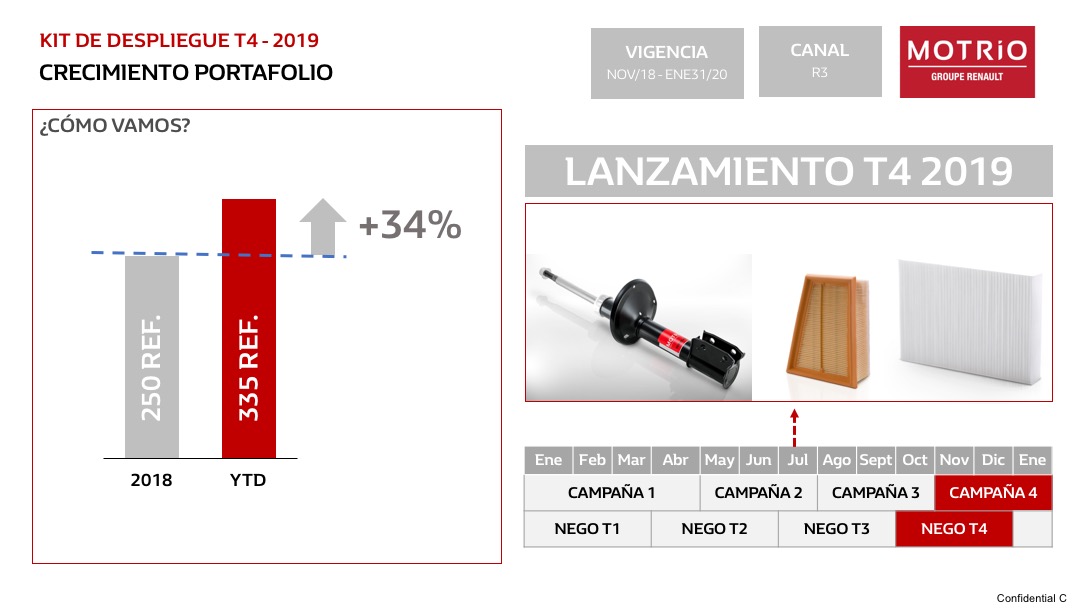 KIT DE DESPLIEGUE T4 - 2019
CRECIMIENTO PORTAFOLIO
VIGENCIA
NOV/18 - ENE31/20
CANAL
R3
MOTRIO
GROUPE RENAULT
¿CÓMO VAMOS?
+34%
250 REF.
335 REF.
2018
YTD
LANZAMIENTO T4 2019
Ene Feb Mar Abr May Jun Jul Ago Sept Oct Nov Dic Ene
CAMPAÑA 1 CAMPAÑA 2 CAMPAÑA 3 CAMPAÑA 4
NEGO T1 NEGO T2 NEGO T3 NEGO T4
Confidential C